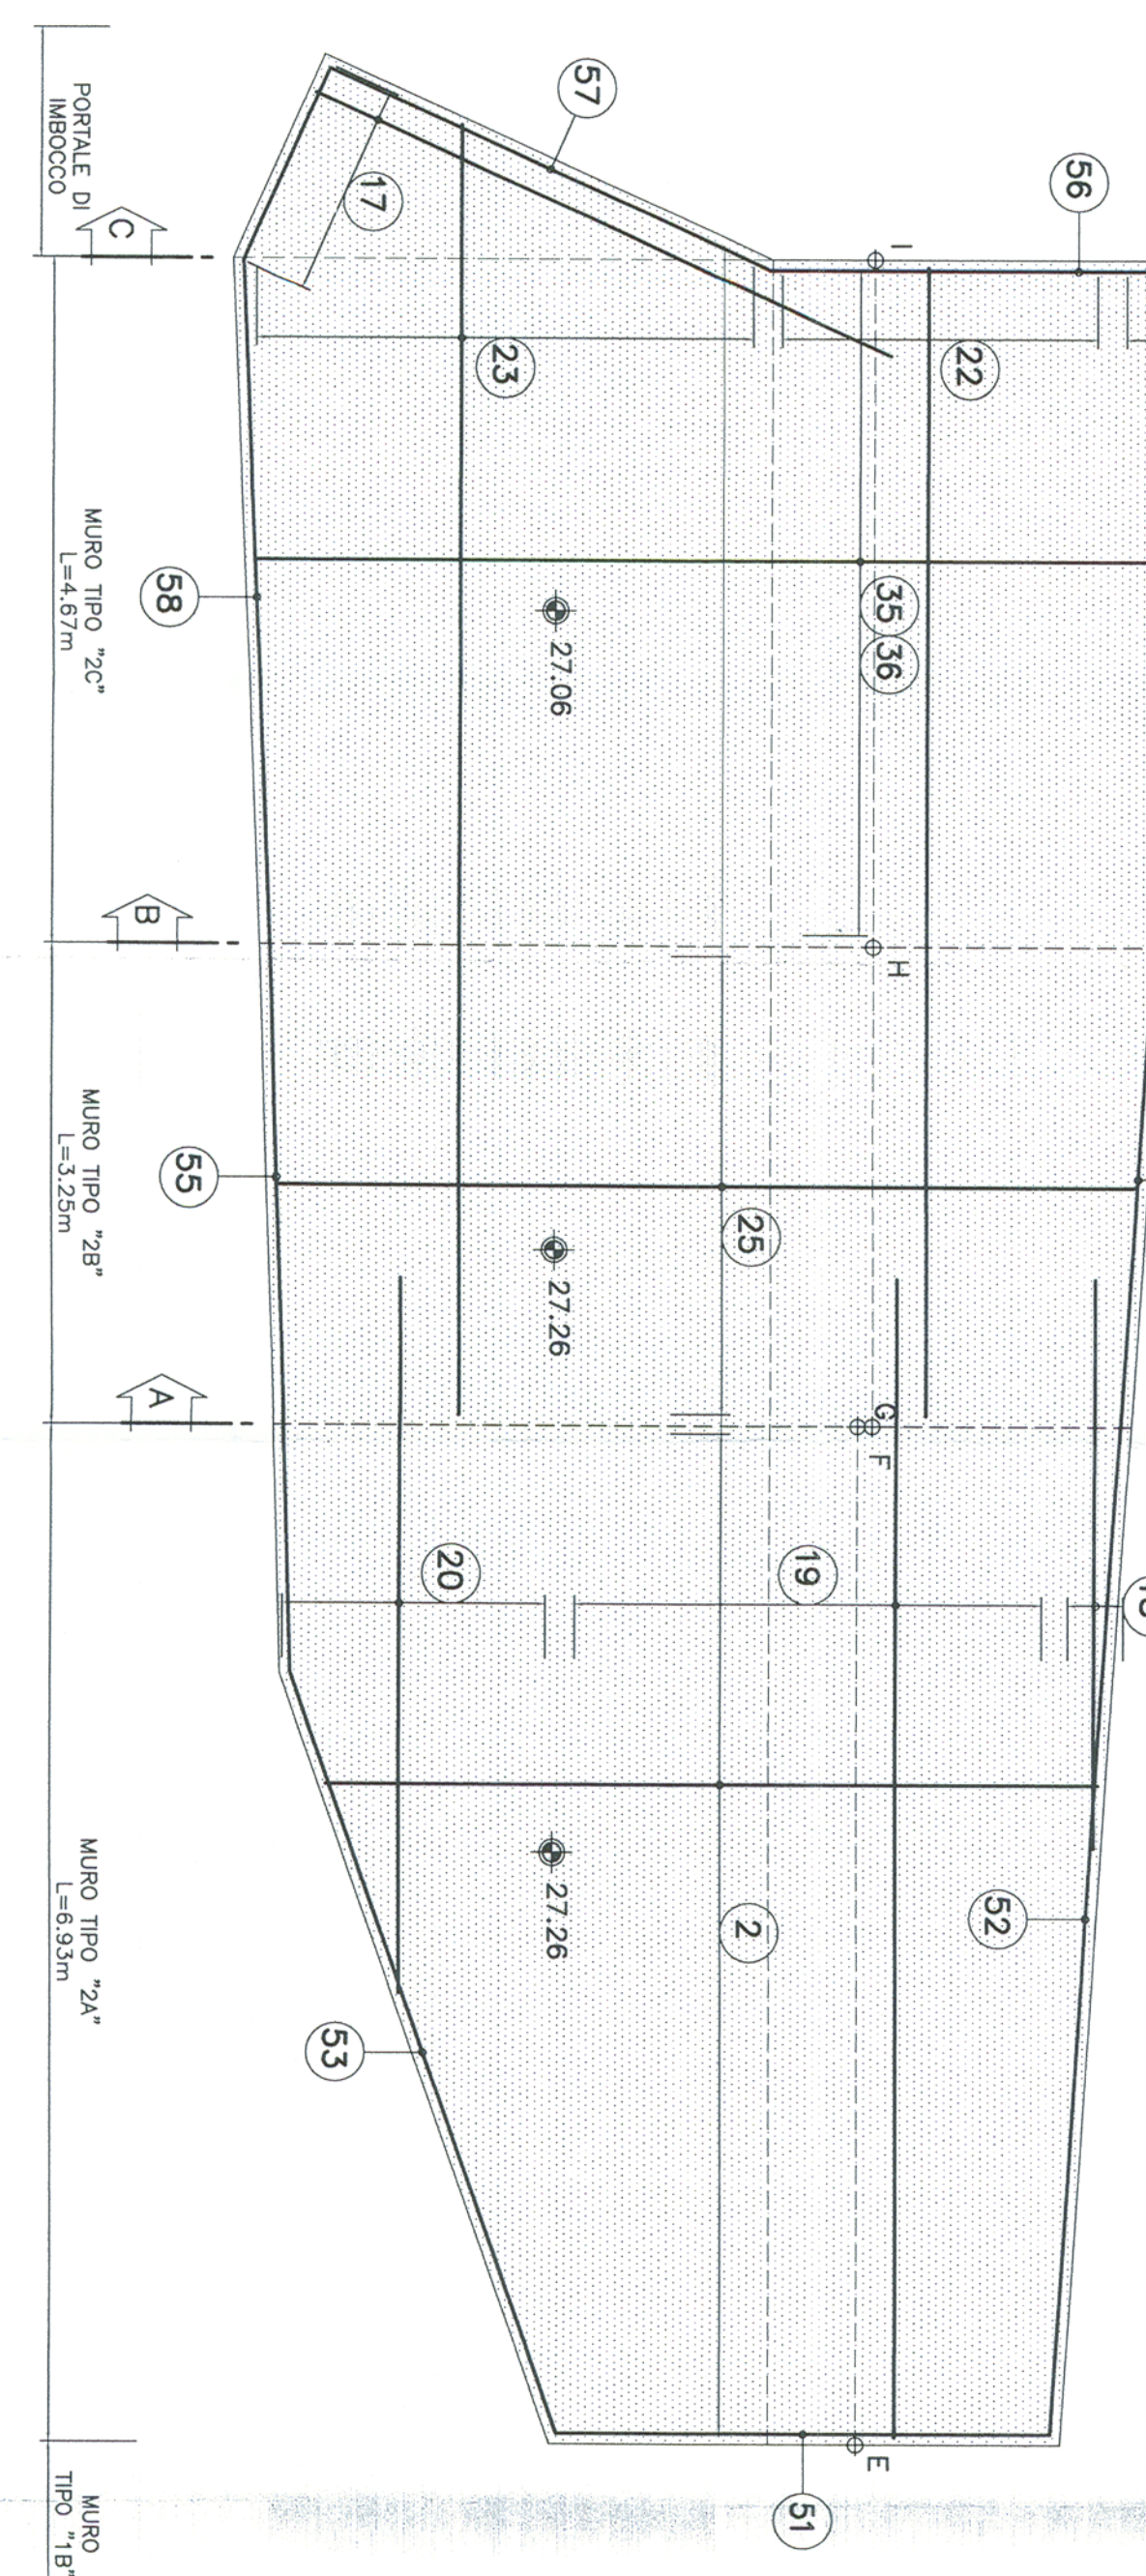 PORTALE DI
IMBOCCO
C
57
17
56
I
23
22
MURO TIPO "2C"
L=4.67m
58
35
36
27.06
B
H
MURO TIPO "2B"
L=3.25m
55
25
27.26
A
G
F
20
19
MURO TIPO "2A"
L=6.93m
27.26
2
52
53
E
51
MURO
TIPO "1B"